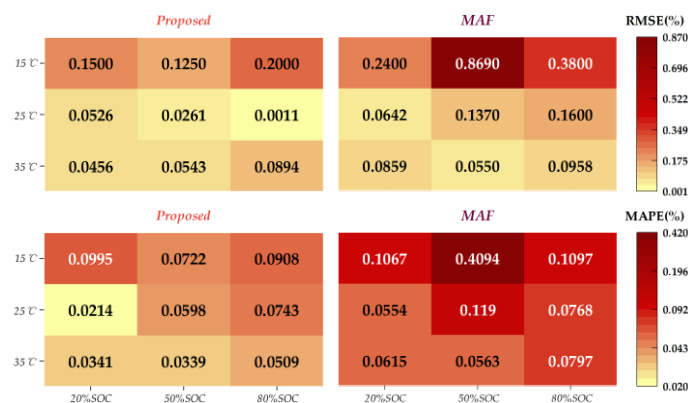 Proposed MAF RMSE(%)
15℃ 0.1500 0.1250 0.2000 0.2400 0.8690 0.3800
25℃ 0.0526 0.0261 0.0011 0.0642 0.1370 0.1600
35℃ 0.0456 0.0543 0.0894 0.0859 0.0550 0.0958
0.870
0.696
0.522
0.349
0.175
0.001
Proposed MAF MAPE(%)
15℃ 0.0995 0.0722 0.0908 0.1067 0.4094 0.1097
25℃ 0.0214 0.0598 0.0743 0.0554 0.119 0.0768
35℃ 0.0341 0.0339 0.0509 0.0615 0.0563 0.0797
0.420
0.196
0.092
0.043
0.020
20%SOC 50%SOC 80%SOC 20%SOC 50%SOC 80%SOC